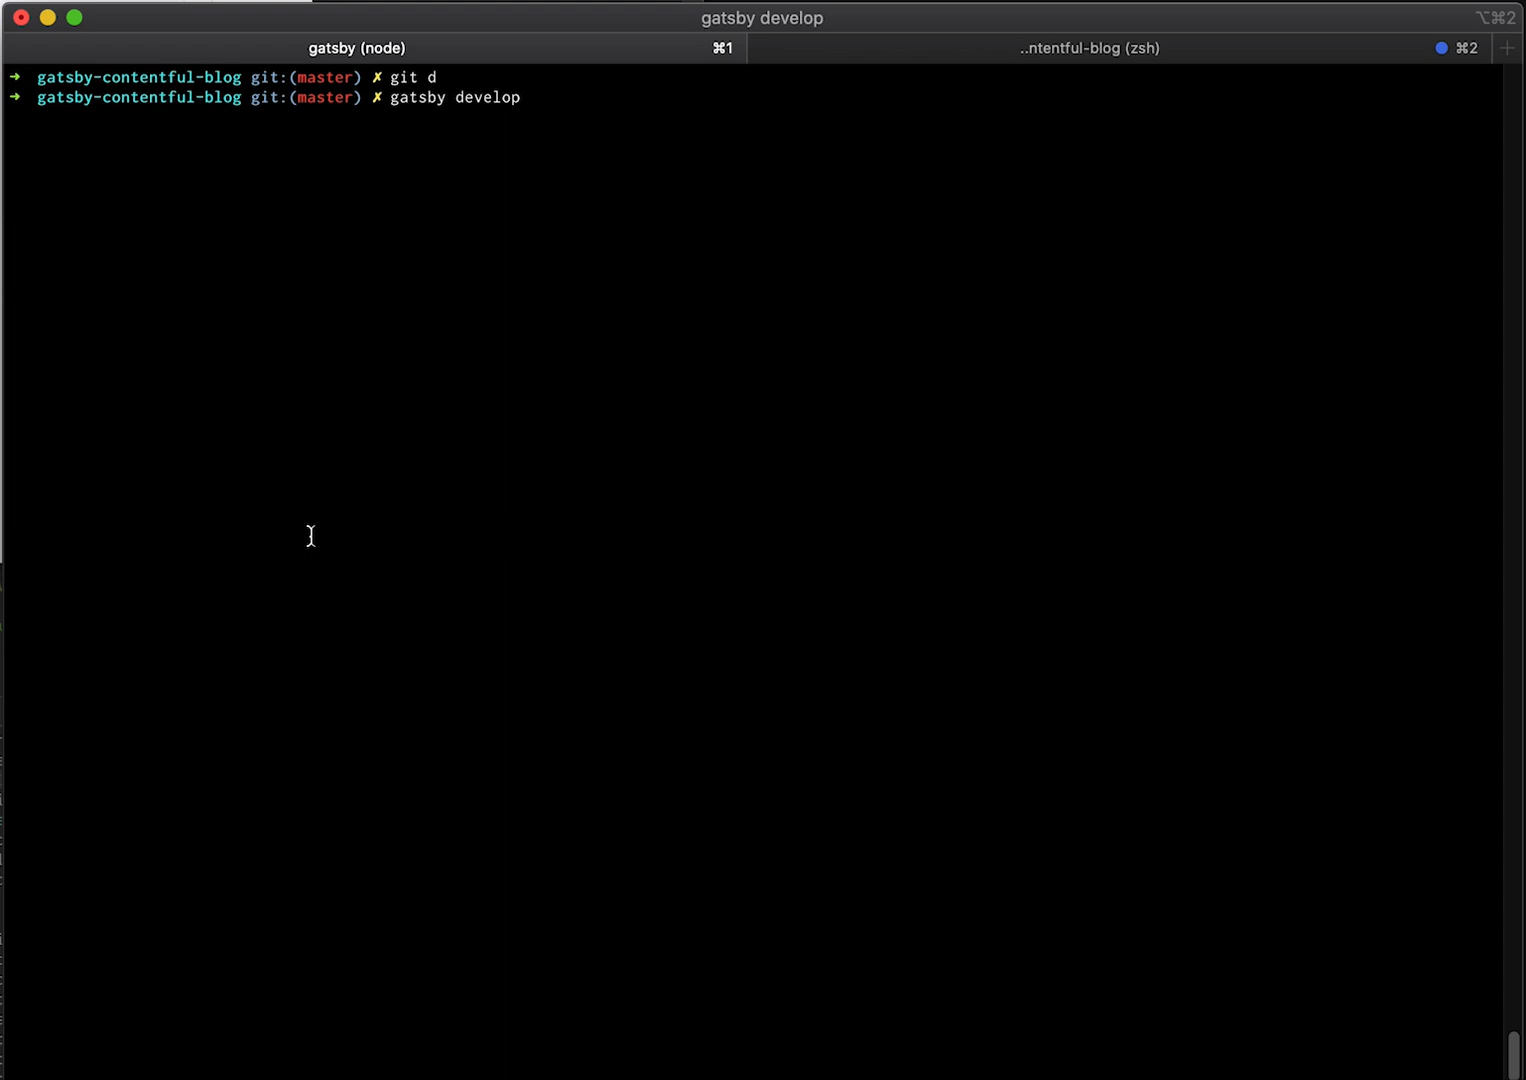 gatsby develop
⌥⌘2
gatsby (node) ⌘1
..ntentful-blog (zsh) ⌘2
➜ gatsby-contentful-blog git:(master) ✗ git d
➜ gatsby-contentful-blog git:(master) ✗ gatsby develop